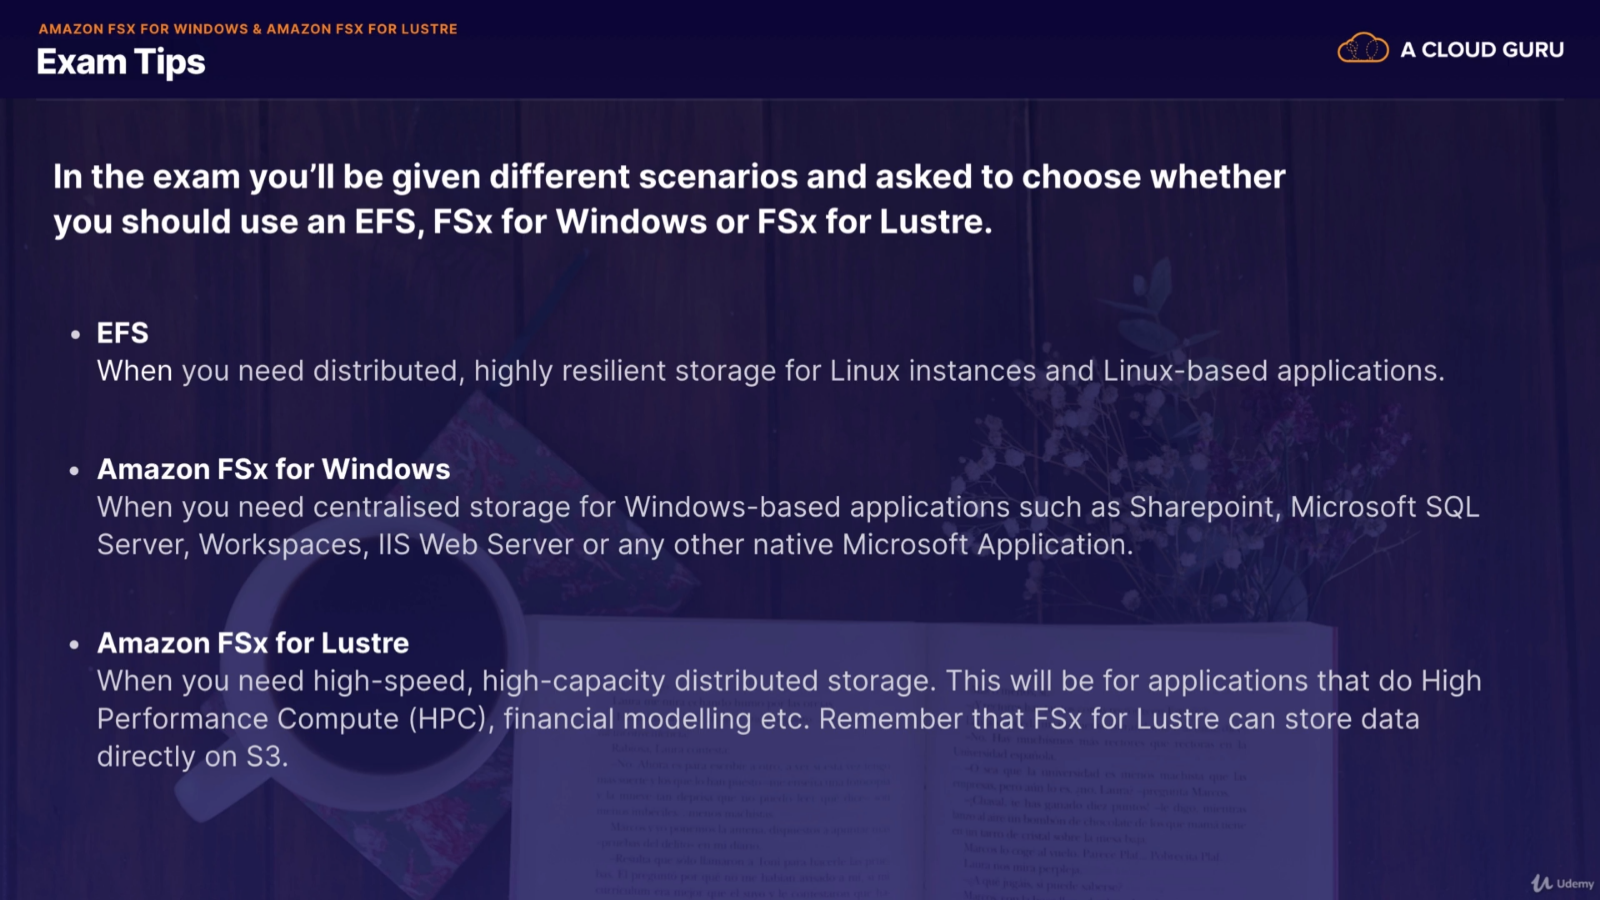 AMAZON FSX FOR WINDOWS & AMAZON FSX FOR LUSTRE
Exam Tips
A CLOUD GURU
In the exam you’ll be given different scenarios and asked to choose whether
you should use an EFS, FSx for Windows or FSx for Lustre.
• EFS
When you need distributed, highly resilient storage for Linux instances and Linux-based applications.
• Amazon FSx for Windows
When you need centralised storage for Windows-based applications such as Sharepoint, Microsoft SQL
Server, Workspaces, IIS Web Server or any other native Microsoft Application.
• Amazon FSx for Lustre
When you need high-speed, high-capacity distributed storage. This will be for applications that do High
Performance Compute (HPC), financial modelling etc. Remember that FSx for Lustre can store data
directly on S3.
Udemy